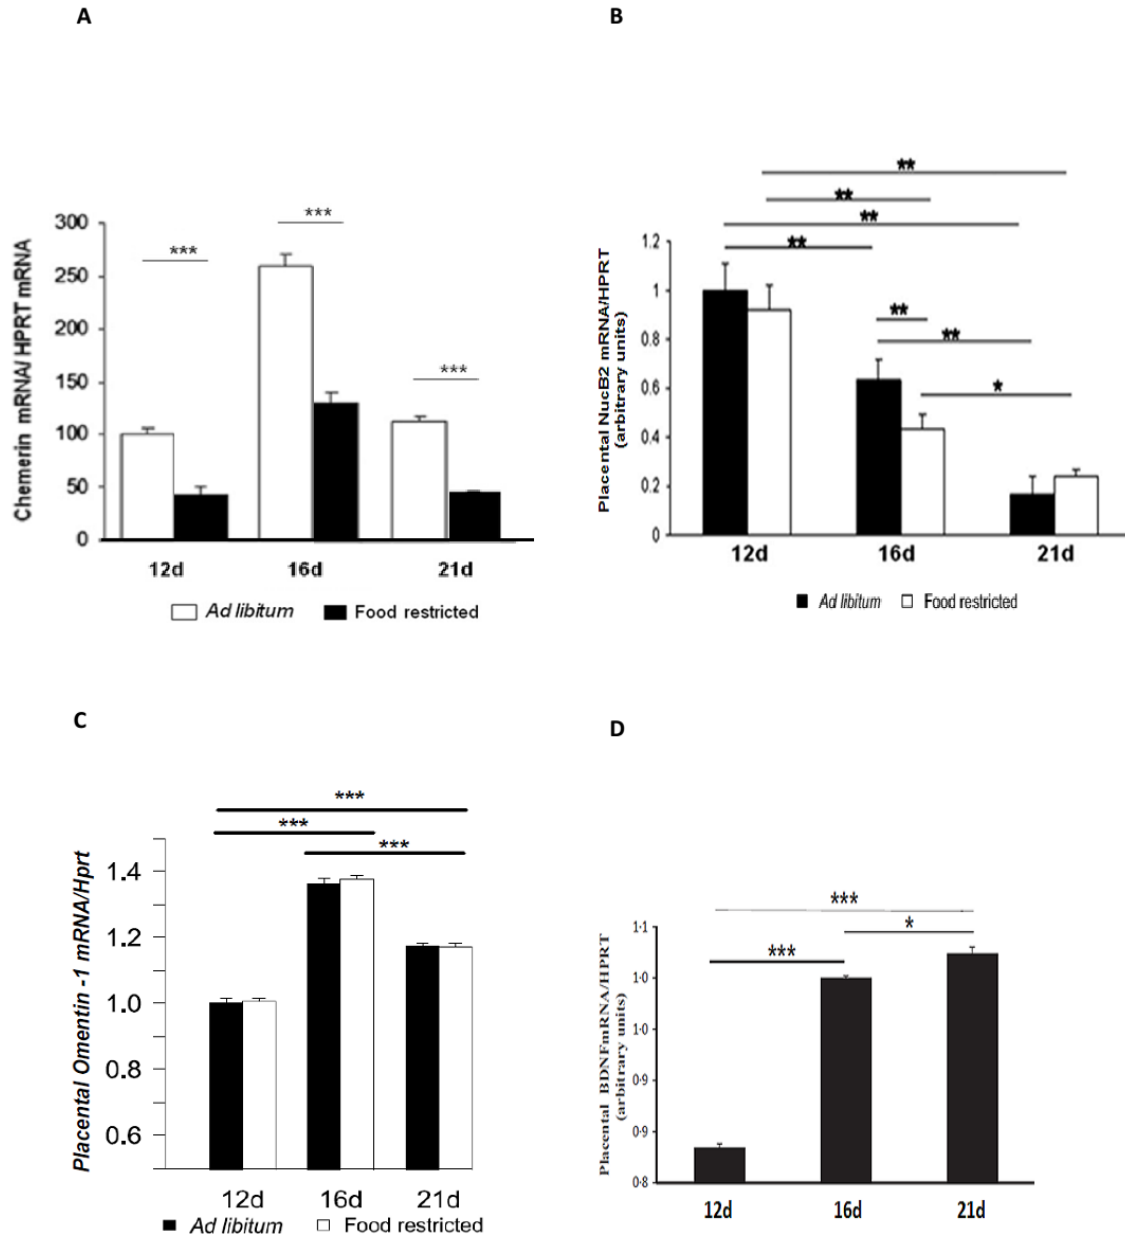 A
B
***
***
***
300
250
200
150
100
50
0
Chemerin mRNA/ HPRT mRNA
12d 16d 21d
Ad libitum Food restricted
**
**
**
**
**
**
*
1.2
1
0.8
0.6
0.4
0.2
0
Placental NucB2 mRNA/HPRT
(arbitrary units)
12d 16d 21d
Ad libitum Food restricted
C
D
***
***
***
1.4
1.2
1.0
0.8
0.6
Placental Omentin -1 mRNA/Hprt
12d 16d 21d
Ad libitum Food restricted
***
*
***
1·1
1·0
1·0
0·9
0·9
0·8
Placental BDNFmRNA/HPRT
(arbitrary units)
12d 16d 21d